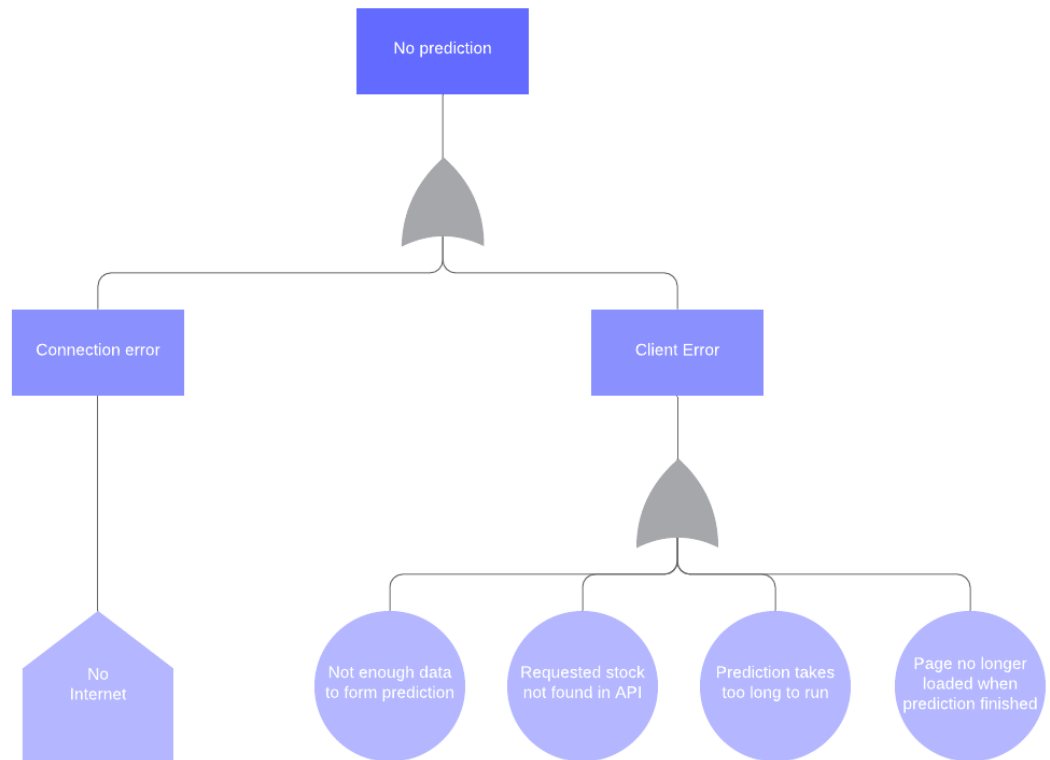 No prediction
Connection error
Client Error
No
Internet
Not enough data
to form prediction
Requested stock
not found in API
Prediction takes
too long to run
Page no longer
loaded when
prediction finished